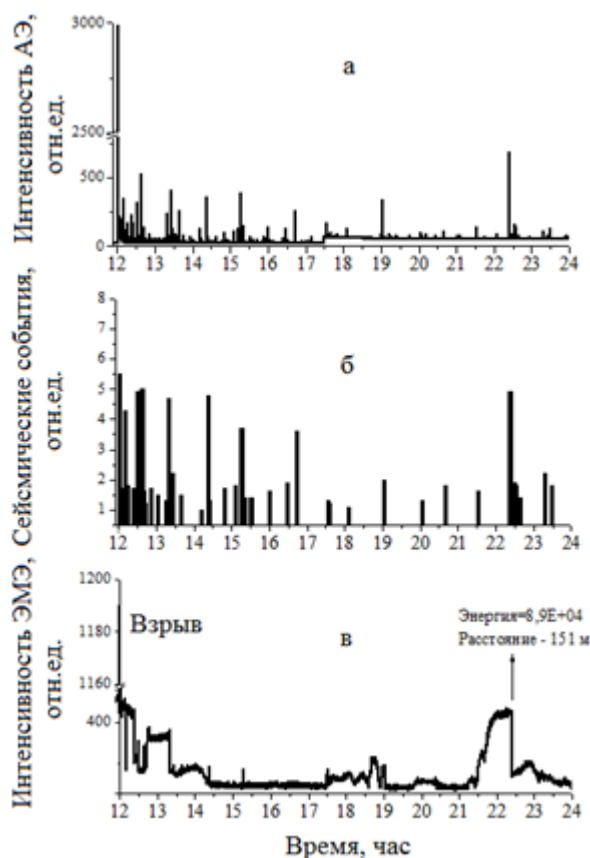 Интенсивность АЭ,
отн.ед.
3000
2500
500
0
а
12 13 14 15 16 17 18 19 20 21 22 23 24
Сейсмические события,
отн.ед.
8
7
6
5
4
3
2
1
б
12 13 14 15 16 17 18 19 20 21 22 23 24
Интенсивность ЭМЭ,
отн.ед.
1200
1180
1160
400
Взрыв
в
Энергия=8,9E+04
Расстояние - 151 м
12 13 14 15 16 17 18 19 20 21 22 23 24
Время, час